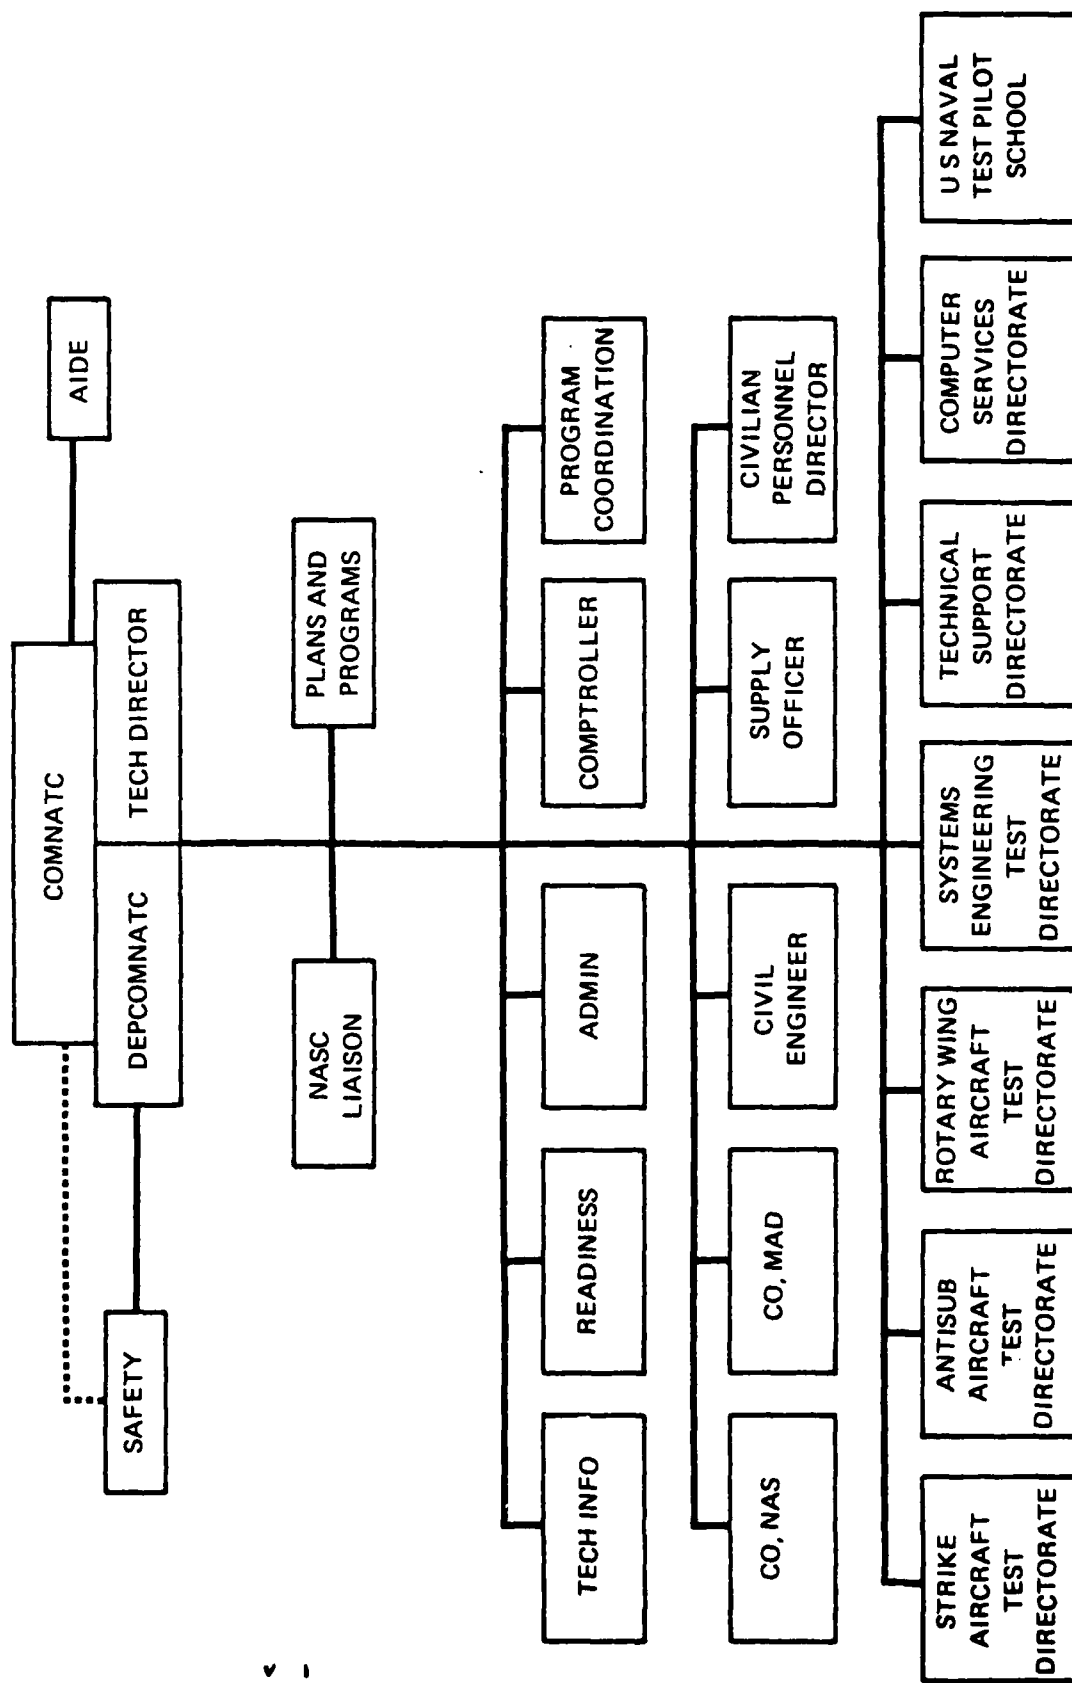 COMNATC
AIDE
DEPCOMNATC
TECH DIRECTOR
SAFETY
NASC
LIAISON
PLANS AND
PROGRAMS
TECH INFO
READINESS
ADMIN
COMPTROLLER
PROGRAM
COORDINATION
CO, NAS
CO, MAD
CIVIL
ENGINEER
SUPPLY
OFFICER
CIVILIAN
PERSONNEL
DIRECTOR
STRIKE
AIRCRAFT
TEST
DIRECTORATE
ANTISUB
AIRCRAFT
TEST
DIRECTORATE
ROTARY WING
AIRCRAFT
TEST
DIRECTORATE
SYSTEMS
ENGINEERING
TEST
DIRECTORATE
TECHNICAL
SUPPORT
DIRECTORATE
COMPUTER
SERVICES
DIRECTORATE
U S NAVAL
TEST PILOT
SCHOOL